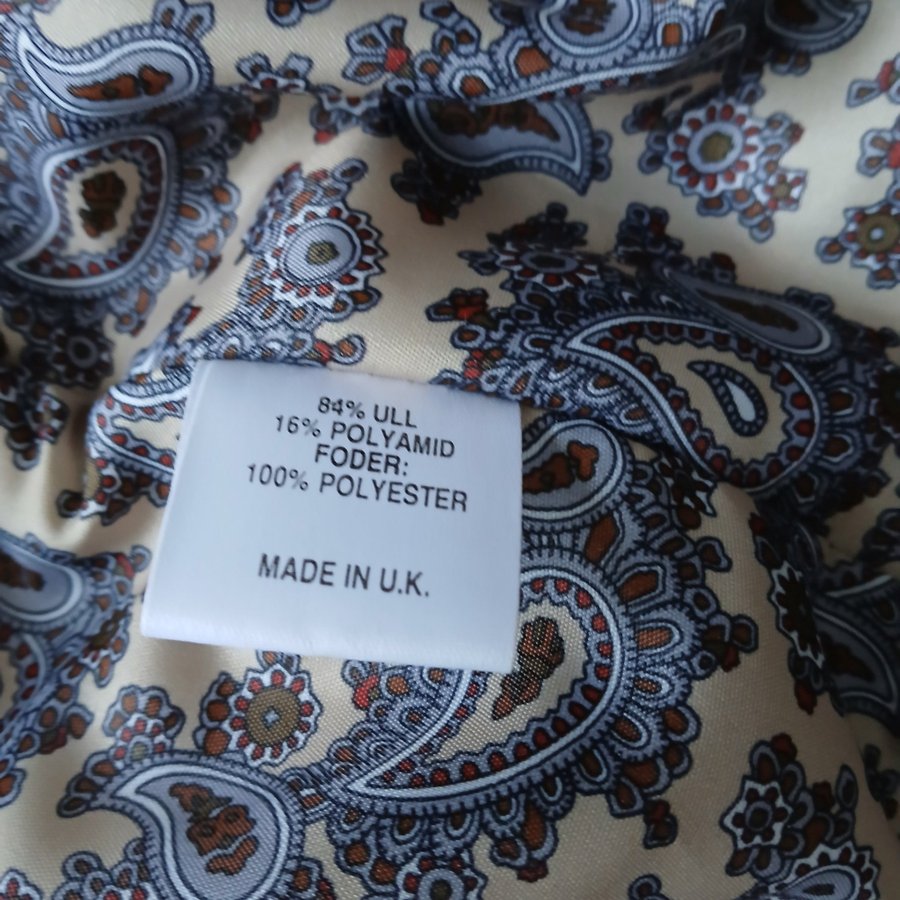 84% ULL
16% POLYAMID
FODER:
100% POLYESTER
MADE IN U.K.